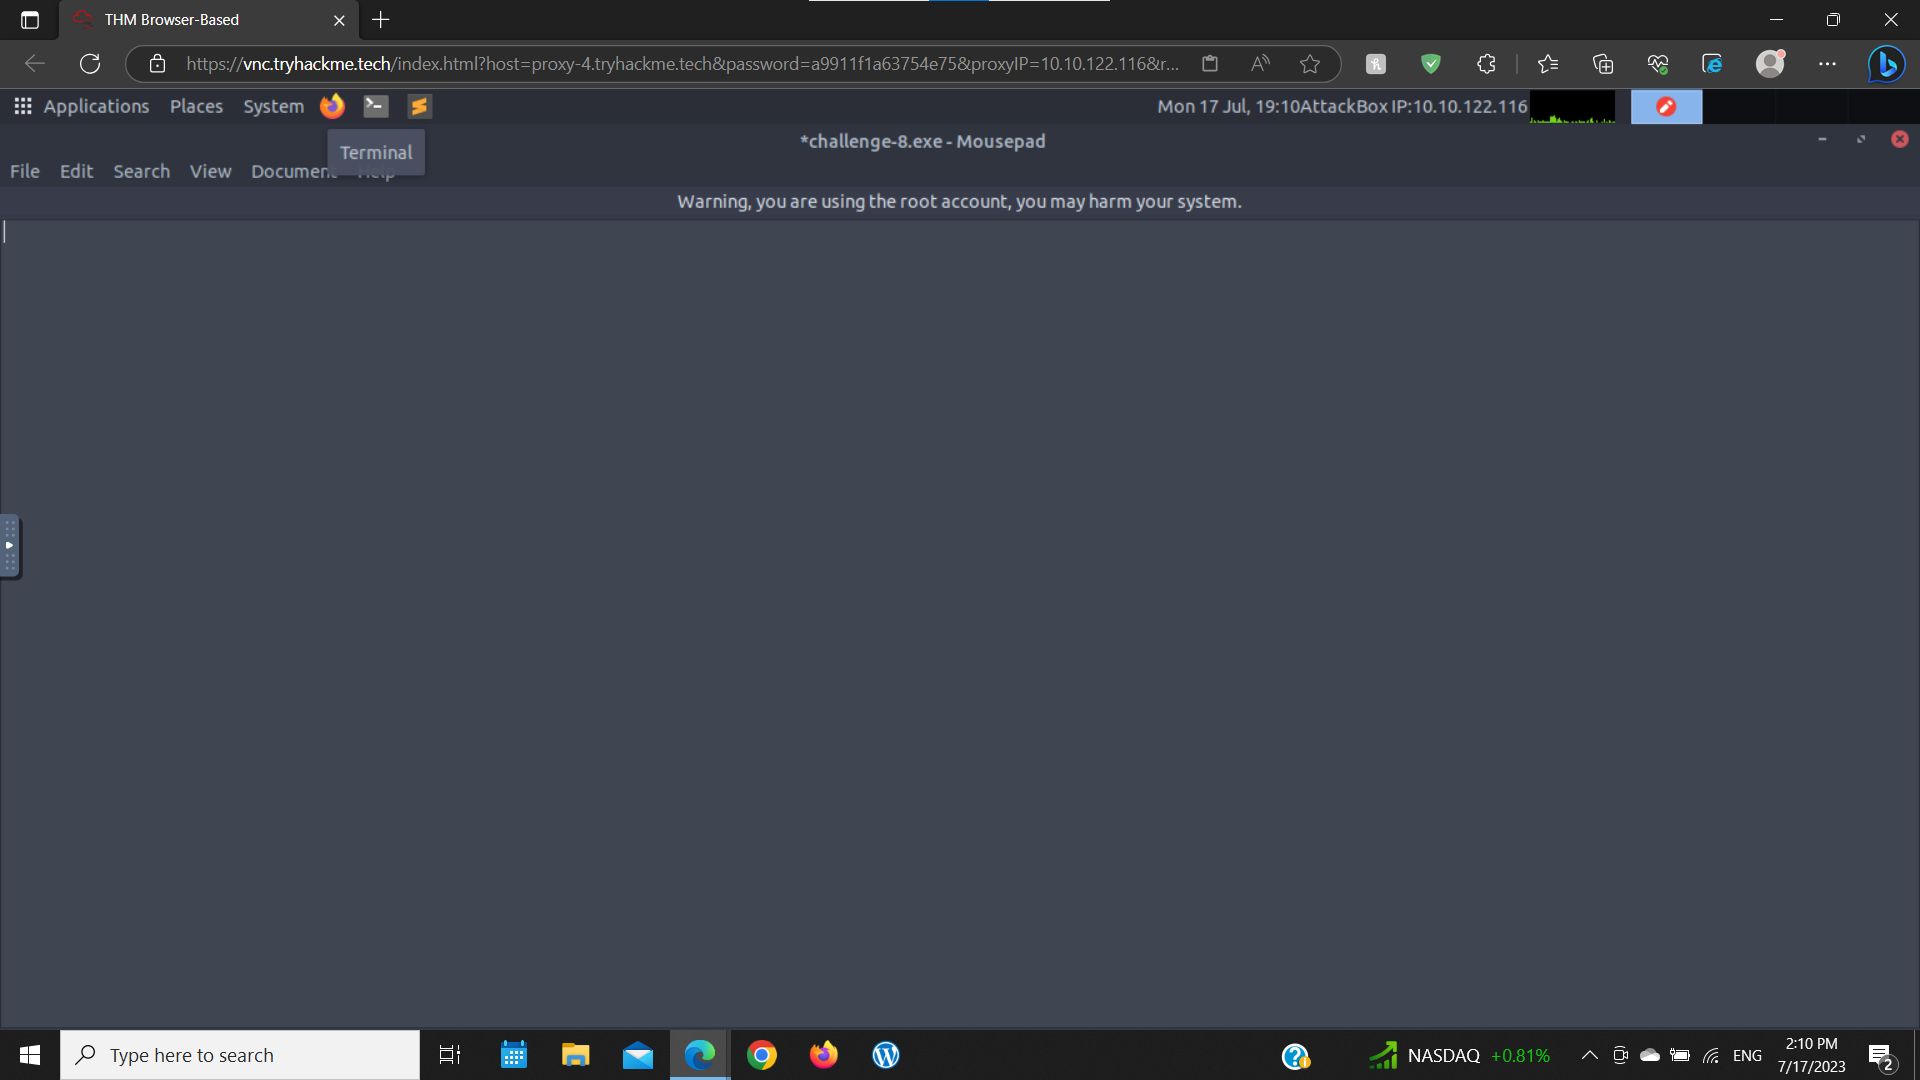 THM Browser-Based
https://vnc.tryhackme.tech/index.html?host=proxy-4.tryhackme.tech&password=a9911f1a63754e75&proxyIP=10.10.122.116&r...
Applications Places System Mon 17 Jul, 19:10AttackBox IP:10.10.122.116
*challenge-8.exe - Mousepad
Terminal
File Edit Search View Document Help
Warning, you are using the root account, you may harm your system.
Type here to search NASDAQ +0.81% ENG 2:10 PM
7/17/2023 2